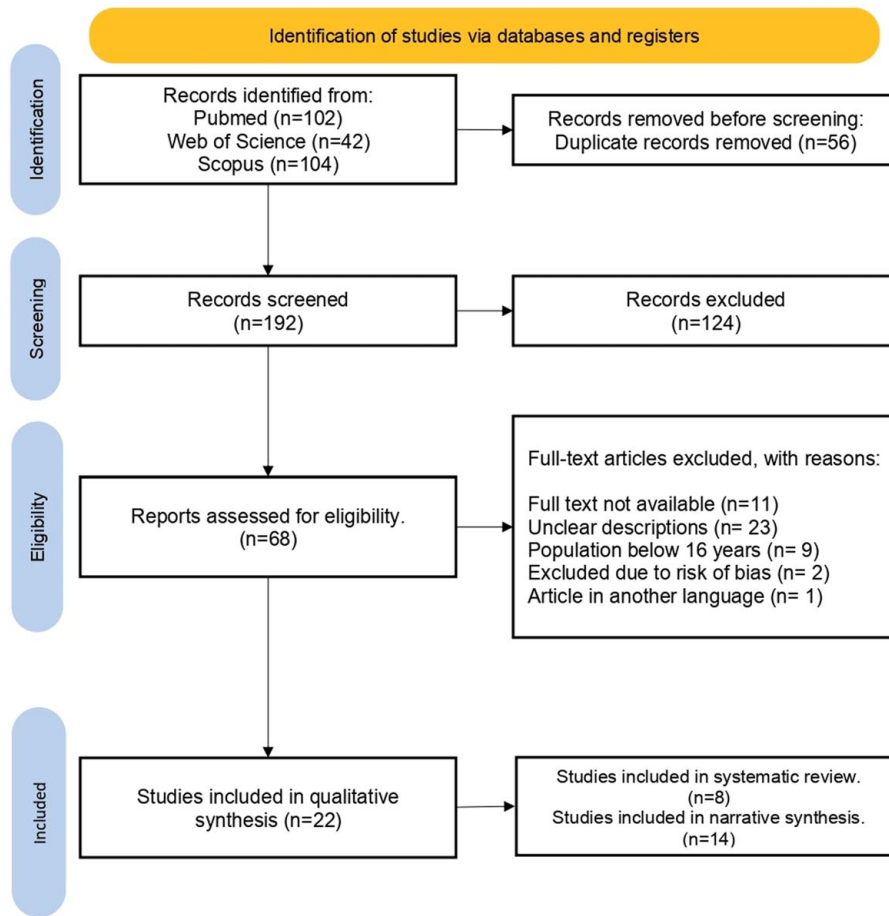 Identification of studies via databases and registers
Identification
Records identified from:
Pubmed (n=102)
Web of Science (n=42)
Scopus (n=104)
Records removed before screening:
Duplicate records removed (n=56)
Screening
Records screened
(n=192)
Records excluded
(n=124)
Eligibility
Reports assessed for eligibility.
(n=68)
Full-text articles excluded, with reasons:
Full text not available (n=11)
Unclear descriptions (n= 23)
Population below 16 years (n= 9)
Excluded due to risk of bias (n= 2)
Article in another language (n= 1)
Included
Studies included in qualitative
synthesis (n=22)
Studies included in systematic review.
(n=8)
Studies included in narrative synthesis.
(n=14)